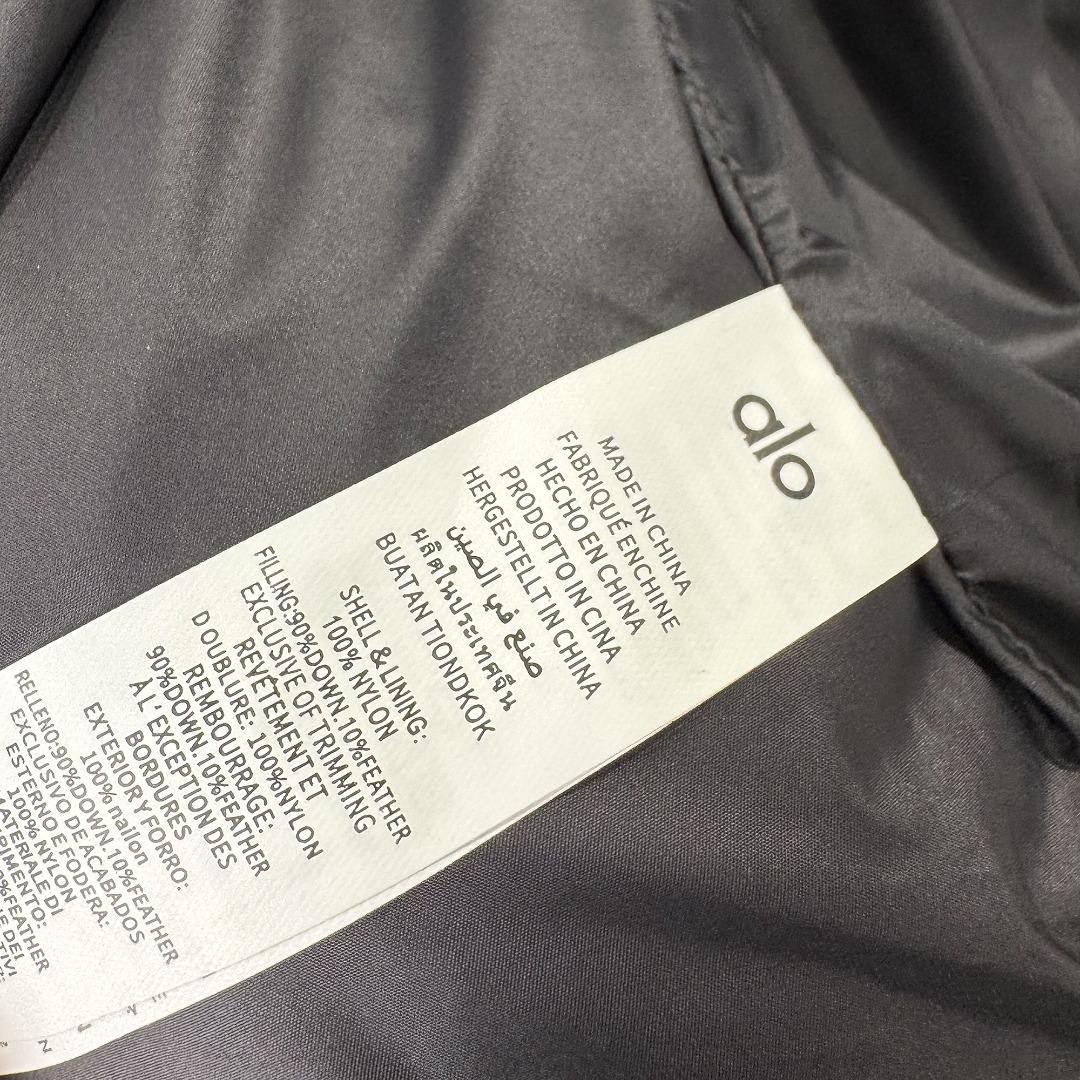 alo
MADE IN CHINA
FABRIQUÉ EN CHINE
HECHO EN CHINA
PRODOTTO IN CINA
HERGESTELLT IN CHINA
صنع في الصين
ผลิตในประเทศจีน
BUATAN TIONDKOK
SHELL & LINING:
100% NYLON
FILLING:90%DOWN.10%FEATHER
EXCLUSIVE OF TRIMMING
REVÊTEMENT ET
DOUBLURE: 100%NYLON
REMBOURRAGE:
90%DOWN10%FEATHER
À L'EXCEPTION DES
BORDURES
EXTERIOR Y FORRO:
100% nailon
RELLENO:90%DOWN.10%FEATHER
EXCLUSIVO DE ACABADOS
ESTERNO E FODERA:
100% NYLON
MATERIALE DI